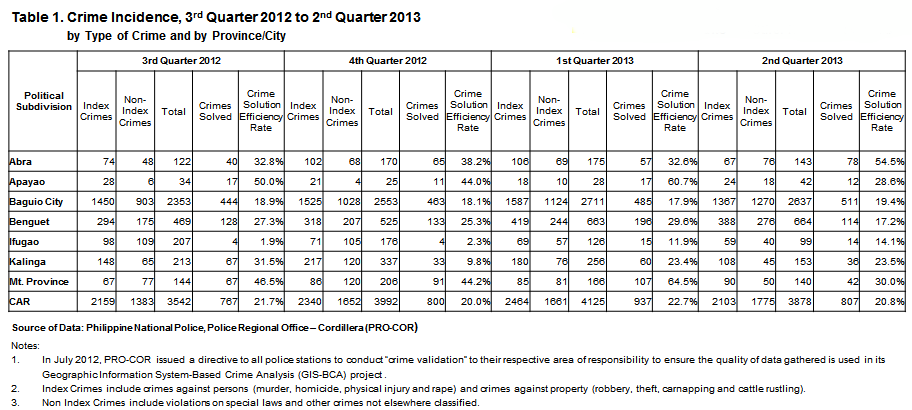 Table 1. Crime Incidence, 3rd Quarter 2012 to 2nd Quarter 2013
by Type of Crime and by Province/City
Political Subdivision 3rd Quarter 2012 4th Quarter 2012 1st Quarter 2013 2nd Quarter 2013
Index Crimes Non-Index Crimes Total Crimes Solved Crime Solution Efficiency Rate Index Crimes Non-Index Crimes Total Crimes Solved Crime Solution Efficiency Rate Index Crimes Non-Index Crimes Total Crimes Solved Crime Solution Efficiency Rate Index Crimes Non-Index Crimes Total Crimes Solved Crime Solution Efficiency Rate
Abra 74 48 122 40 32.8% 102 68 170 65 38.2% 106 69 175 57 32.6% 67 76 143 78 54.5%
Apayao 28 6 34 17 50.0% 21 4 25 11 44.0% 18 10 28 17 60.7% 24 18 42 12 28.6%
Baguio City 1450 903 2353 444 18.9% 1525 1028 2553 463 18.1% 1587 1124 2711 485 17.9% 1367 1270 2637 511 19.4%
Benguet 294 175 469 128 27.3% 318 207 525 133 25.3% 419 244 663 196 29.6% 388 276 664 114 17.2%
Ifugao 98 109 207 4 1.9% 71 105 176 4 2.3% 69 57 126 15 11.9% 59 40 99 14 14.1%
Kalinga 148 65 213 67 31.5% 217 120 337 33 9.8% 180 76 256 60 23.4% 108 45 153 36 23.5%
Mt. Province 67 77 144 67 46.5% 86 120 206 91 44.2% 85 81 166 107 64.5% 90 50 140 42 30.0%
CAR 2159 1383 3542 767 21.7% 2340 1652 3992 800 20.0% 2464 1661 4125 937 22.7% 2103 1775 3878 807 20.8%
Source of Data: Philippine National Police, Police Regional Office – Cordillera (PRO-COR)
Notes:
1. In July 2012, PRO-COR issued a directive to all police stations to conduct "crime validation" to their respective area of responsibility to ensure the quality of data gathered is used in its
Geographic Information System-Based Crime Analysis (GIS-BCA) project.
2. Index Crimes include crimes against persons (murder, homicide, physical injury and rape) and crimes against property (robbery, theft, carnapping and cattle rustling).
3. Non Index Crimes include violations on special laws and other crimes not elsewhere classified.